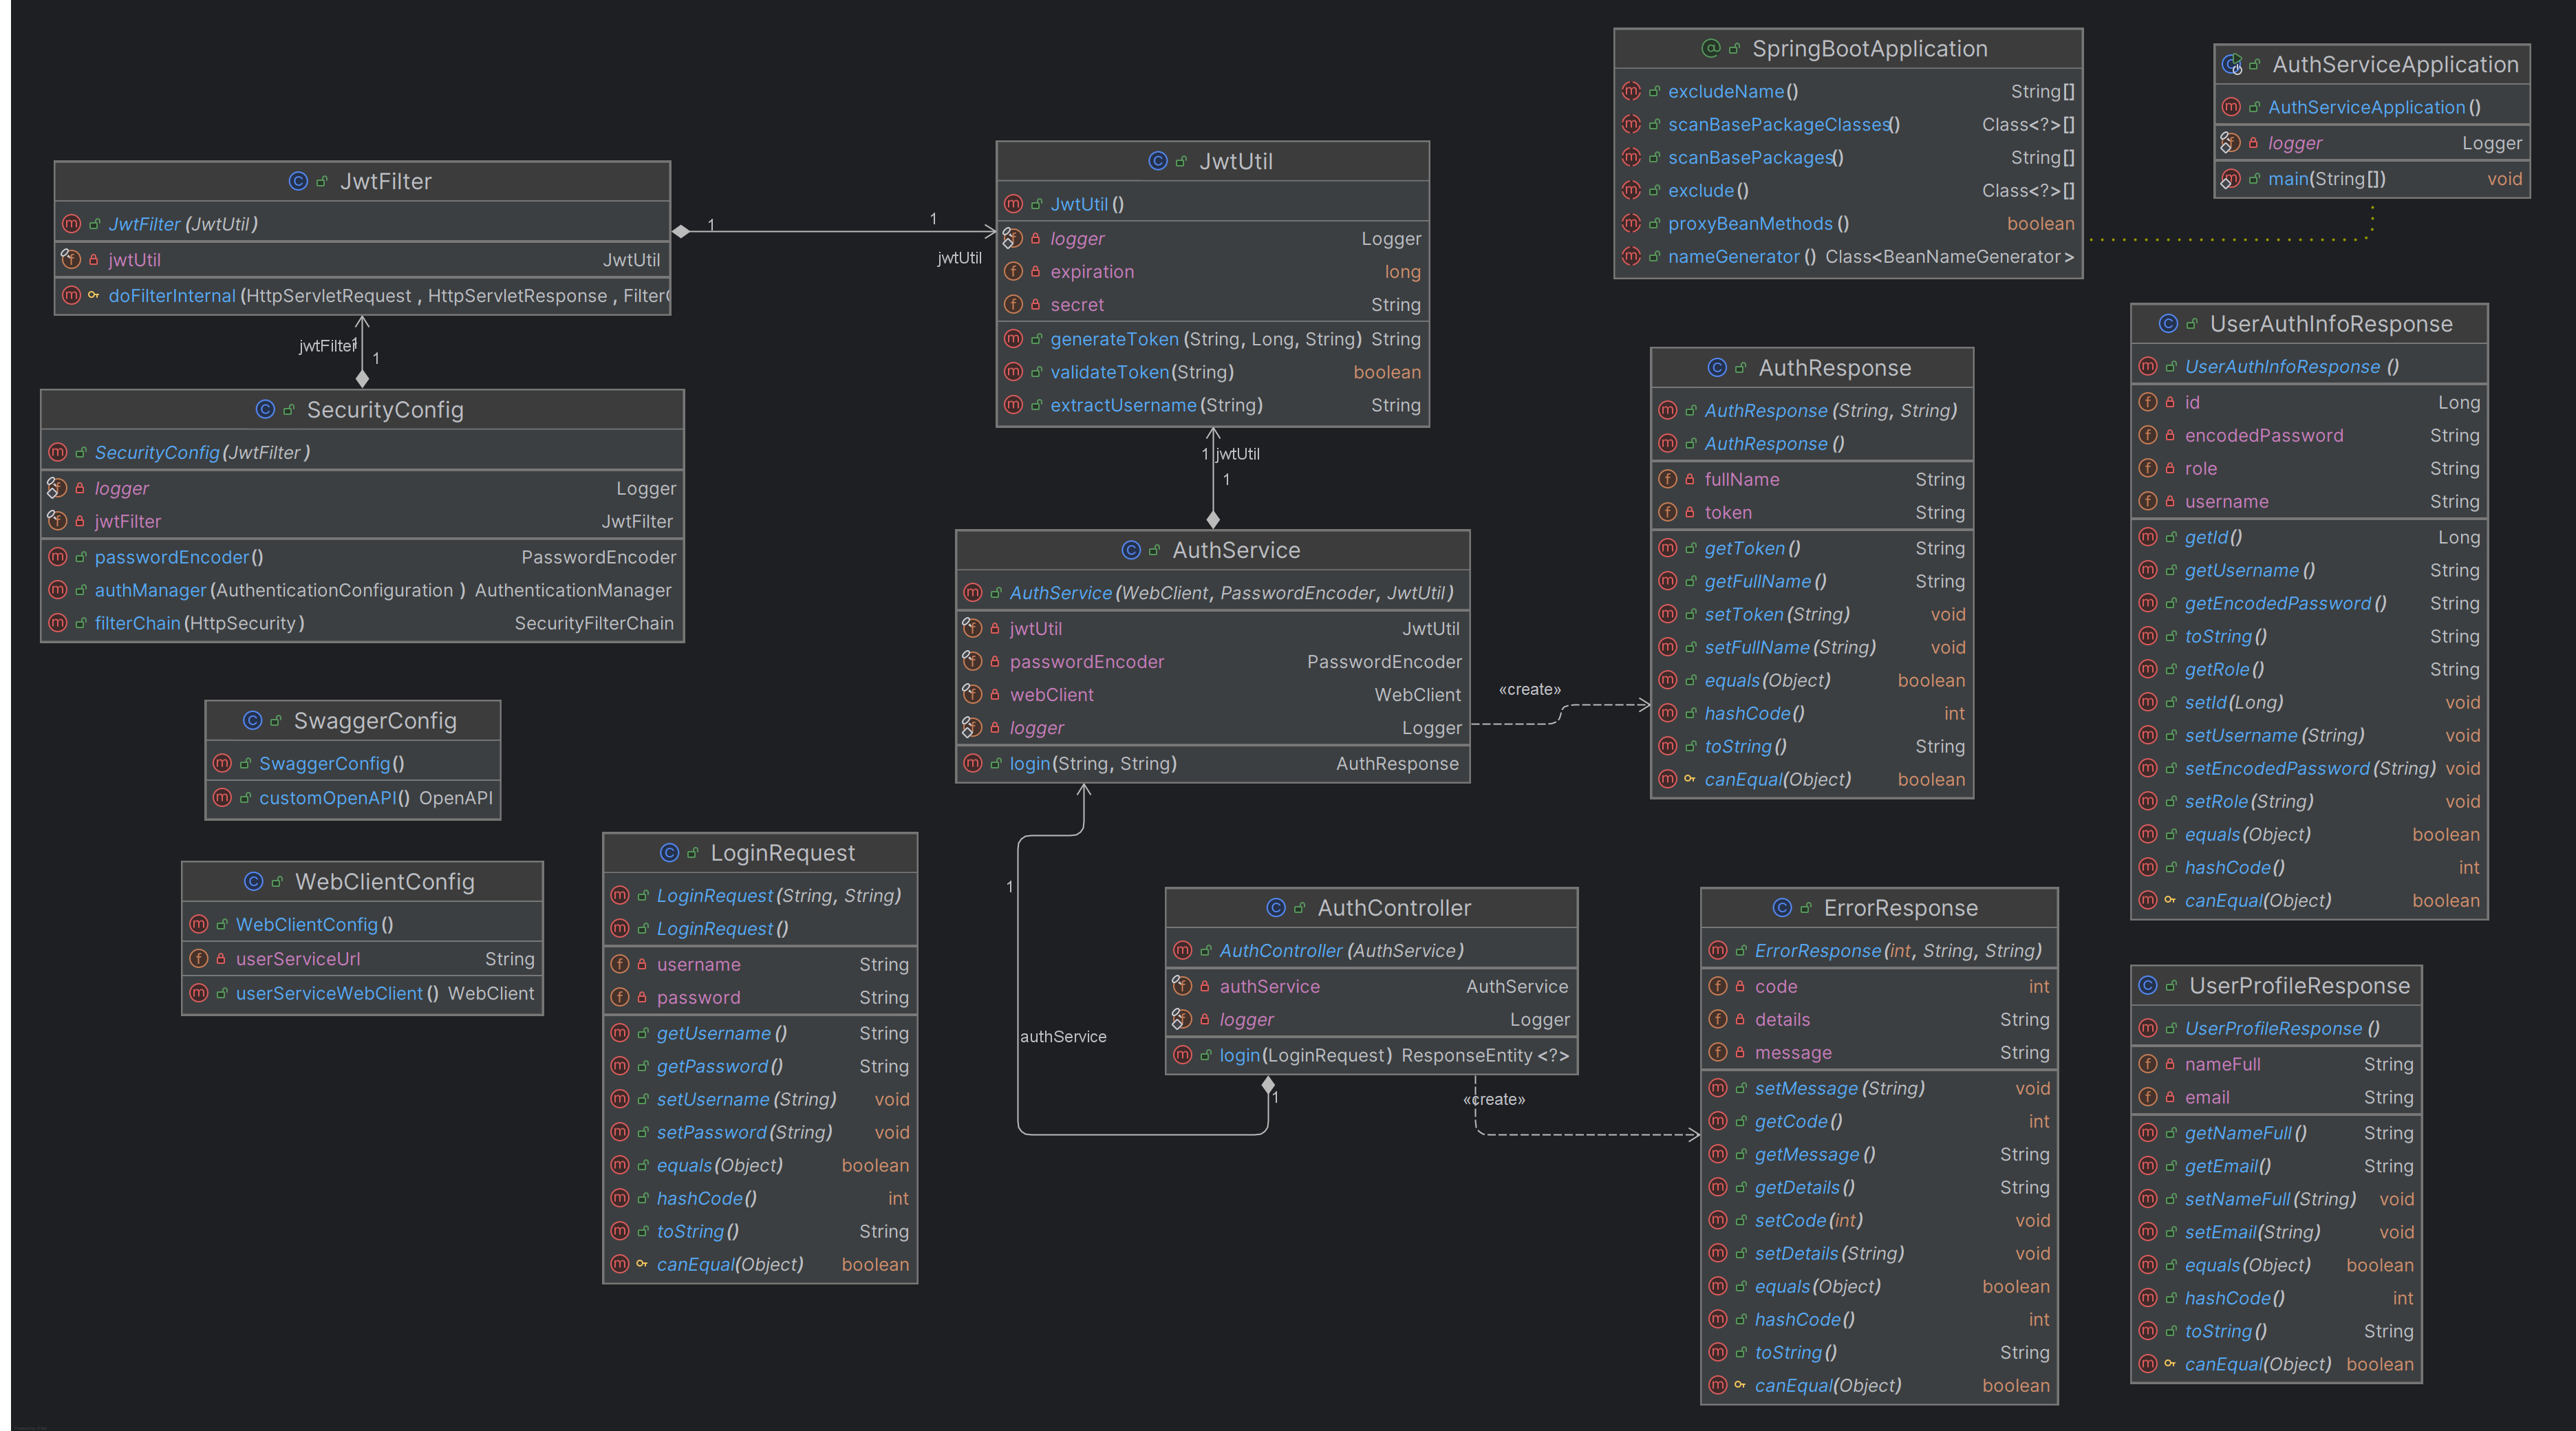 SpringBootApplication
excludeName() String[]
scanBasePackageClasses() Class<?>[]
scanBasePackages() String[]
exclude() Class<?>[]
proxyBeanMethods() boolean
nameGenerator() Class<BeanNameGenerator>
AuthServiceApplication
AuthServiceApplication()
logger Logger
main(String[]) void
JwtFilter
JwtFilter(JwtUtil)
jwtUtil JwtUtil
doFilterInternal(HttpServletRequest, HttpServletResponse,
1
1
jwtUtil
JwtUtil
JwtUtil()
logger Logger
expiration long
secret String
generateToken(String, Long, String) String
validateToken(String) boolean
extractUsername(String) String
jwtFilter
1
1
SecurityConfig
SecurityConfig(JwtFilter)
logger Logger
jwtFilter JwtFilter
passwordEncoder() PasswordEncoder
authManager(AuthenticationConfiguration) AuthenticationManager
filterChain(HttpSecurity) SecurityFilterChain
1 jwtUtil
1
AuthService
AuthService(WebClient, PasswordEncoder, JwtUtil)
jwtUtil JwtUtil
passwordEncoder PasswordEncoder
webClient WebClient
logger Logger
login(String, String) AuthResponse
«create»
AuthResponse
AuthResponse(String, String)
AuthResponse()
fullName String
token String
getToken() String
getFullName() String
setToken(String) void
setFullName(String) void
equals(Object) boolean
hashCode() int
toString() String
canEqual(Object) boolean
UserAuthInfoResponse
UserAuthInfoResponse()
id Long
encodedPassword String
role String
username String
getId() Long
getUsername() String
getEncodedPassword() String
toString() String
getRole() String
setId(Long) void
setUsername(String) void
setEncodedPassword(String) void
setRole(String) void
equals(Object) boolean
hashCode() int
canEqual(Object) boolean
SwaggerConfig
SwaggerConfig()
customOpenAPI() OpenAPI
WebClientConfig
WebClientConfig()
userServiceUrl String
userServiceWebClient() WebClient
LoginRequest
LoginRequest(String, String)
LoginRequest()
username String
password String
getUsername() String
getPassword() String
setUsername(String) void
setPassword(String) void
equals(Object) boolean
hashCode() int
toString() String
canEqual(Object) boolean
1
authService
1
AuthController
AuthController(AuthService)
authService AuthService
logger Logger
login(LoginRequest) ResponseEntity<?>
«create»
ErrorResponse
ErrorResponse(int, String, String)
code int
details String
message String
setMessage(String) void
getCode() int
getMessage() String
getDetails() String
setCode(int) void
setDetails(String) void
equals(Object) boolean
hashCode() int
toString() String
canEqual(Object) boolean
UserProfileResponse
UserProfileResponse()
nameFull String
email String
getNameFull() String
getEmail() String
setNameFull(String) void
setEmail(String) void
equals(Object) boolean
hashCode() int
toString() String
canEqual(Object) boolean